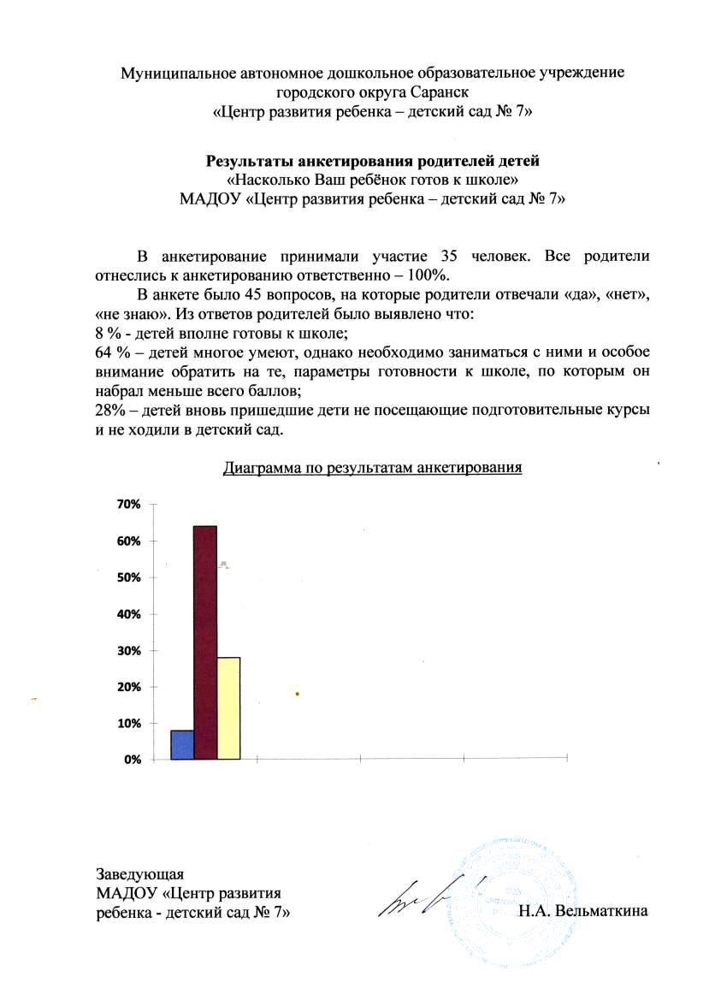 Муниципальное автономное дошкольное образовательное учреждение
городского округа Саранск
«Центр развития ребенка – детский сад № 7»
Результаты анкетирования родителей детей
«Насколько Ваш ребёнок готов к школе»
МАДОУ «Центр развития ребенка – детский сад № 7»
В анкетирование принимали участие 35 человек. Все родители
отнеслись к анкетированию ответственно – 100%.
В анкете было 45 вопросов, на которые родители отвечали «да», «нет»,
«не знаю». Из ответов родителей было выявлено что:
8 % - детей вполне готовы к школе;
64 % – детей многое умеют, однако необходимо заниматься с ними и особое
внимание обратить на те, параметры готовности к школе, по которым он
набрал меньше всего баллов;
28% – детей вновь пришедшие дети не посещающие подготовительные курсы
и не ходили в детский сад.
Диаграмма по результатам анкетирования
70%
60%
50%
40%
30%
20%
10%
0%
Заведующая
МАДОУ «Центр развития
ребенка - детский сад № 7»
Н.А. Вельматкина